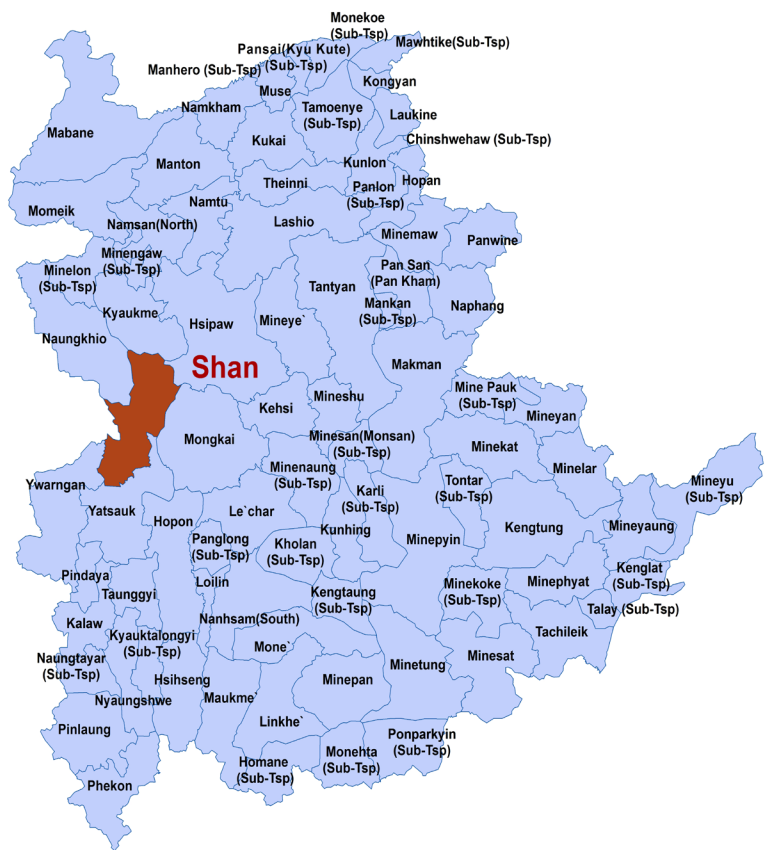 Monekoe
(Sub-Tsp)
Mawhtike(Sub-Tsp)
Pansai(Kyu Kute)
(Sub-Tsp)
Manhero (Sub-Tsp)
Kongyan
Muse
Namkham
Tamoenye
(Sub-Tsp)
Laukine
Mabane
Kukai
Chinshwehaw (Sub-Tsp)
Manton
Kunlon
Theinni
Panlon
(Sub-Tsp)
Hopan
Momeik
Namtu
Namsan(North)
Lashio
Minemaw
Panwine
Minengaw
(Sub-Tsp)
Minelon
(Sub-Tsp)
Pan San
(Pan Kham)
Tantyan
Mankan
(Sub-Tsp)
Naphang
Kyaukme
Hsipaw
Mineye`
Naungkhio
Shan
Makman
Mine Pauk
(Sub-Tsp)
Mineshu
Kehsi
Mineyan
Mongkai
Minesan(Monsan)
(Sub-Tsp)
Minekat
Minenaung
(Sub-Tsp)
Minelar
Ywarngan
Karli
(Sub-Tsp)
Tontar
(Sub-Tsp)
Mineyu
(Sub-Tsp)
Yatsauk
Hopon
Le`char
Kunhing
Kengtung
Mineyaung
Panglong
(Sub-Tsp)
Kholan
(Sub-Tsp)
Minepyin
Pindaya
Loilin
Taunggyi
Kengtaung
(Sub-Tsp)
Minekoke
(Sub-Tsp)
Minephyat
Kenglat
(Sub-Tsp)
Talay (Sub-Tsp)
Kalaw
Nanhsam(South)
Kyauktalongyi
(Sub-Tsp)
Tachileik
Mone`
Naungtayar
(Sub-Tsp)
Minetung
Minesat
Hsihseng
Minepan
Nyaungshwe
Maukme`
Linkhe`
Pinlaung
Ponparkyin
(Sub-Tsp)
Monehta
(Sub-Tsp)
Homane
(Sub-Tsp)
Phekon